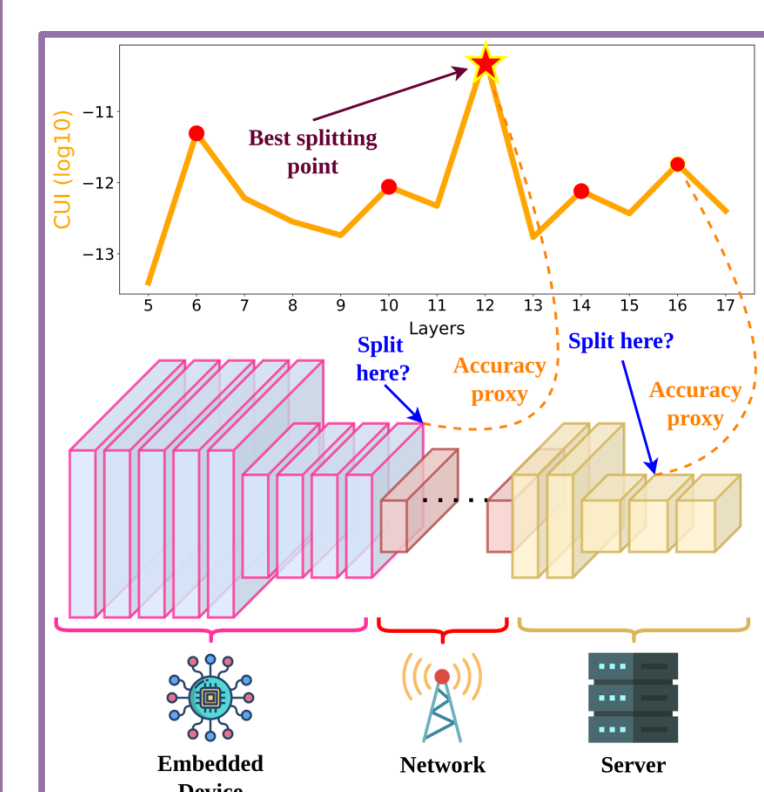 CUI (log10)
−11
−12
−13
Best splitting
point
5 6 7 8 9 10 11 12 13 14 15 16 17
Layers
Split
here?
Accuracy
proxy
Split here?
Accuracy
proxy
Embedded
Device
Network
Server